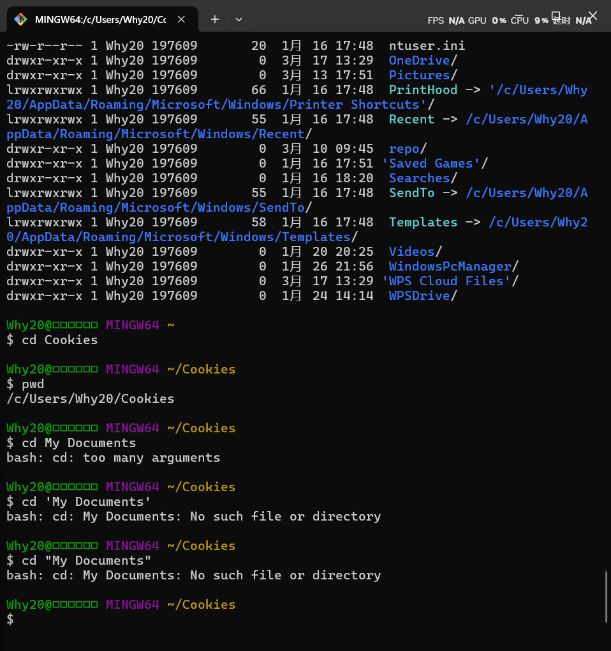 MINGW64:/c/Users/Why20/Co
FPS N/A GPU 0% CPU 9% 延时 N/A
-rw-r--r-- 1 Why20 197609 20 1月 16 17:48 ntuser.ini
drwxr-xr-x 1 Why20 197609 0 3月 17 13:29 OneDrive/
drwxr-xr-x 1 Why20 197609 0 3月 13 17:51 Pictures/
lrwxrwxrwx 1 Why20 197609 66 1月 16 17:48 PrintHood -> '/c/Users/Why
20/AppData/Roaming/Microsoft/Windows/Printer Shortcuts'/
lrwxrwxrwx 1 Why20 197609 55 1月 16 17:48 Recent -> /c/Users/Why20/A
ppData/Roaming/Microsoft/Windows/Recent/
drwxr-xr-x 1 Why20 197609 0 3月 10 09:45 repo/
drwxr-xr-x 1 Why20 197609 0 1月 16 17:51 'Saved Games'/
drwxr-xr-x 1 Why20 197609 0 1月 16 18:20 Searches/
lrwxrwxrwx 1 Why20 197609 55 1月 16 17:48 SendTo -> /c/Users/Why20/A
ppData/Roaming/Microsoft/Windows/SendTo/
lrwxrwxrwx 1 Why20 197609 58 1月 16 17:48 Templates -> /c/Users/Why2
0/AppData/Roaming/Microsoft/Windows/Templates/
drwxr-xr-x 1 Why20 197609 0 1月 20 20:25 Videos/
drwxr-xr-x 1 Why20 197609 0 1月 26 21:56 WindowsPcManager/
drwxr-xr-x 1 Why20 197609 0 3月 17 13:29 'WPS Cloud Files'/
drwxr-xr-x 1 Why20 197609 0 1月 24 14:14 WPSDrive/
Why20@□□□□□□ MINGW64 ~
$ cd Cookies
Why20@□□□□□□ MINGW64 ~/Cookies
$ pwd
/c/Users/Why20/Cookies
Why20@□□□□□□ MINGW64 ~/Cookies
$ cd My Documents
bash: cd: too many arguments
Why20@□□□□□□ MINGW64 ~/Cookies
$ cd 'My Documents'
bash: cd: My Documents: No such file or directory
Why20@□□□□□□ MINGW64 ~/Cookies
$ cd "My Documents"
bash: cd: My Documents: No such file or directory
Why20@□□□□□□ MINGW64 ~/Cookies
$